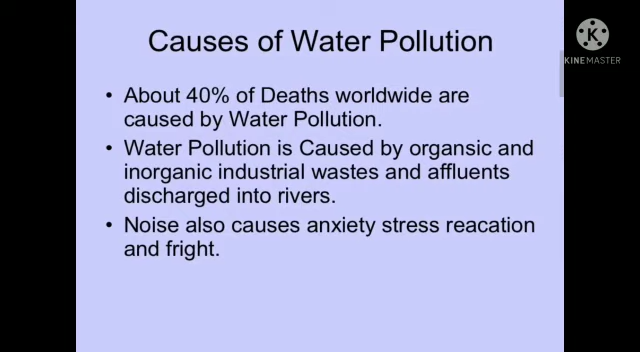 Causes of Water Pollution
K
KINEMASTER
• About 40% of Deaths worldwide are
caused by Water Pollution.
• Water Pollution is Caused by organsic and
inorganic industrial wastes and affluents
discharged into rivers.
• Noise also causes anxiety stress reacation
and fright.